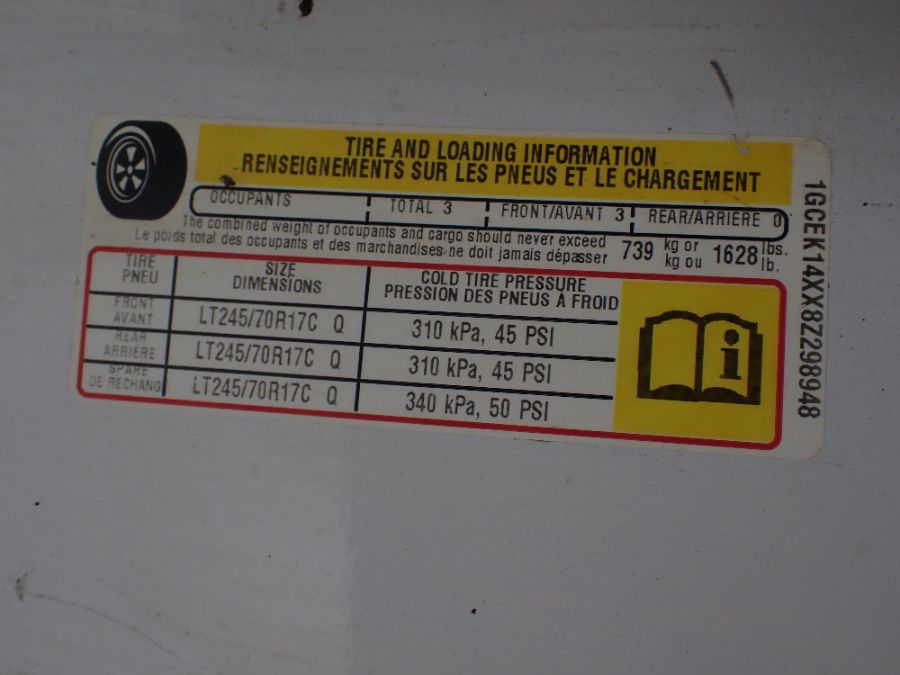 TIRE AND LOADING INFORMATION
RENSEIGNEMENTS SUR LES PNEUS ET LE CHARGEMENT
OCCUPANTS TOTAL 3 FRONT/AVANT 3 REAR/ARRIERE 0
The combined weight of occupants and cargo should never exceed 739 kg or 1628 lbs.
Le poids total des occupants et des marchandises ne doit jamais dépasser kg ou lb.
TIRE PNEU SIZE DIMENSIONS COLD TIRE PRESSURE PRESSION DES PNEUS À FROID
FRONT AVANT LT245/70R17C Q 310 kPa, 45 PSI
REAR ARRIERE LT245/70R17C Q 310 kPa, 45 PSI
SPARE DE RECHANG LT245/70R17C Q 340 kPa, 50 PSI
i
1GCEK14XX8Z298948